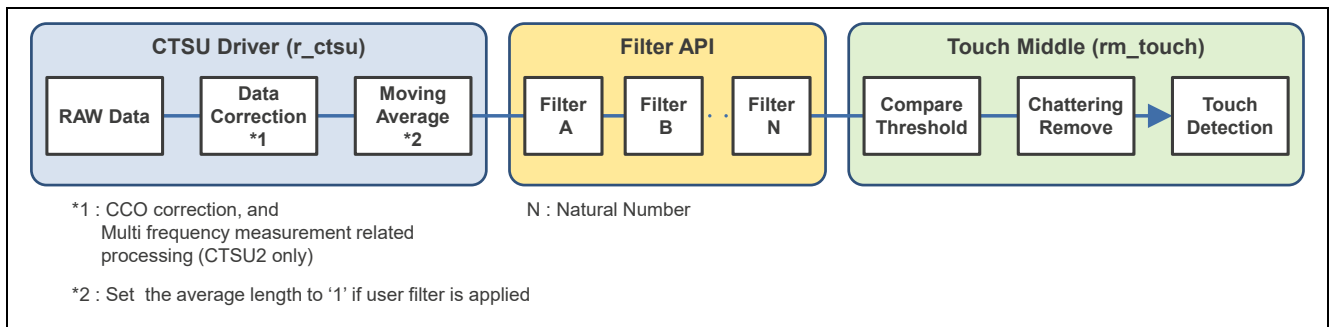 CTSU Driver (r_ctsu)
RAW Data
Data
Correction
*1
Moving
Average
*2
Filter API
Filter
A
Filter
B
· ·
Filter
N
Touch Middle (rm_touch)
Compare
Threshold
Chattering
Remove
Touch
Detection
*1 : CCO correction, and
Multi frequency measurement related
processing (CTSU2 only)
*2 : Set the average length to ‘1’ if user filter is applied
N : Natural Number